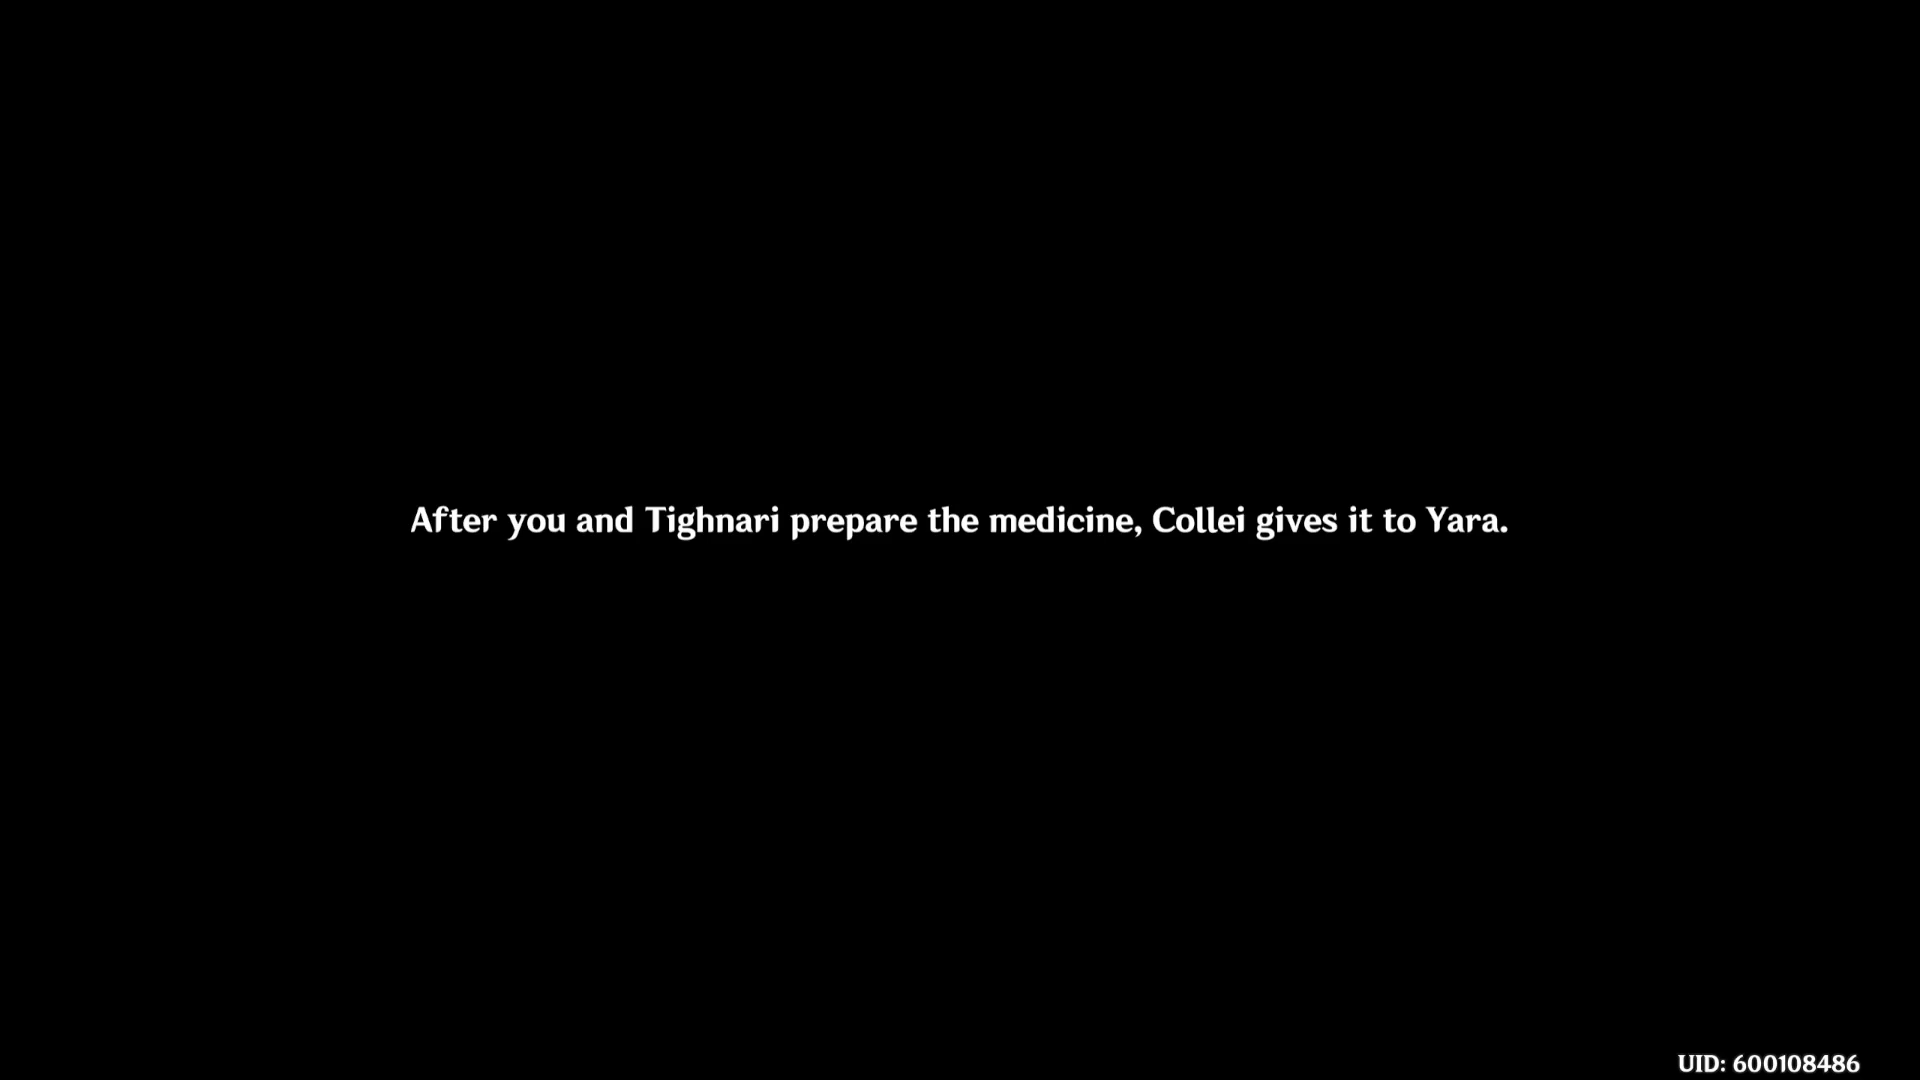 After you and Tighnari prepare the medicine, Collei gives it to Yara.
UID: 600108486